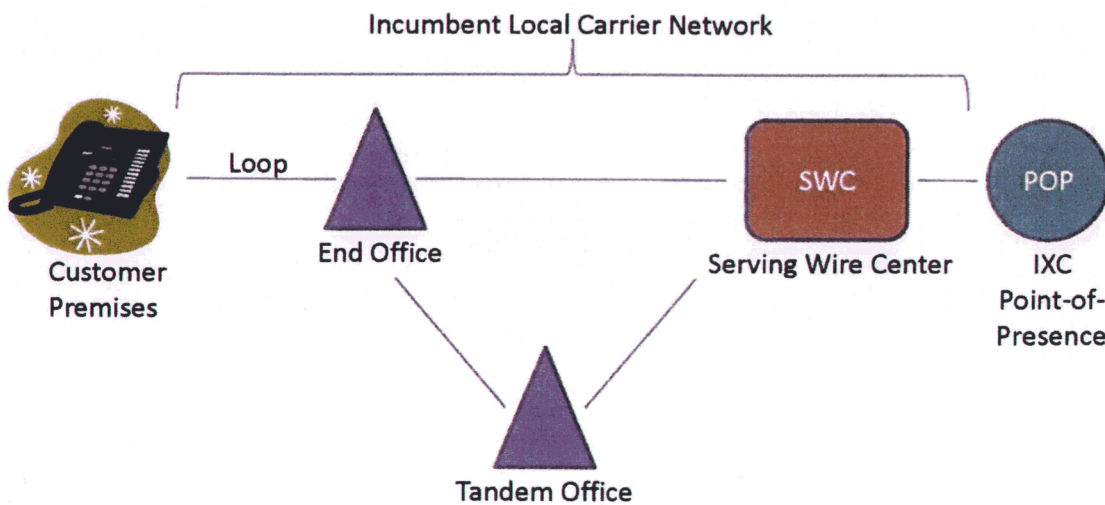 Incumbent Local Carrier Network
Loop
SWC
POP
End Office
Serving Wire Center
Customer
Premises
IXC
Point-of-
Presence
Tandem Office